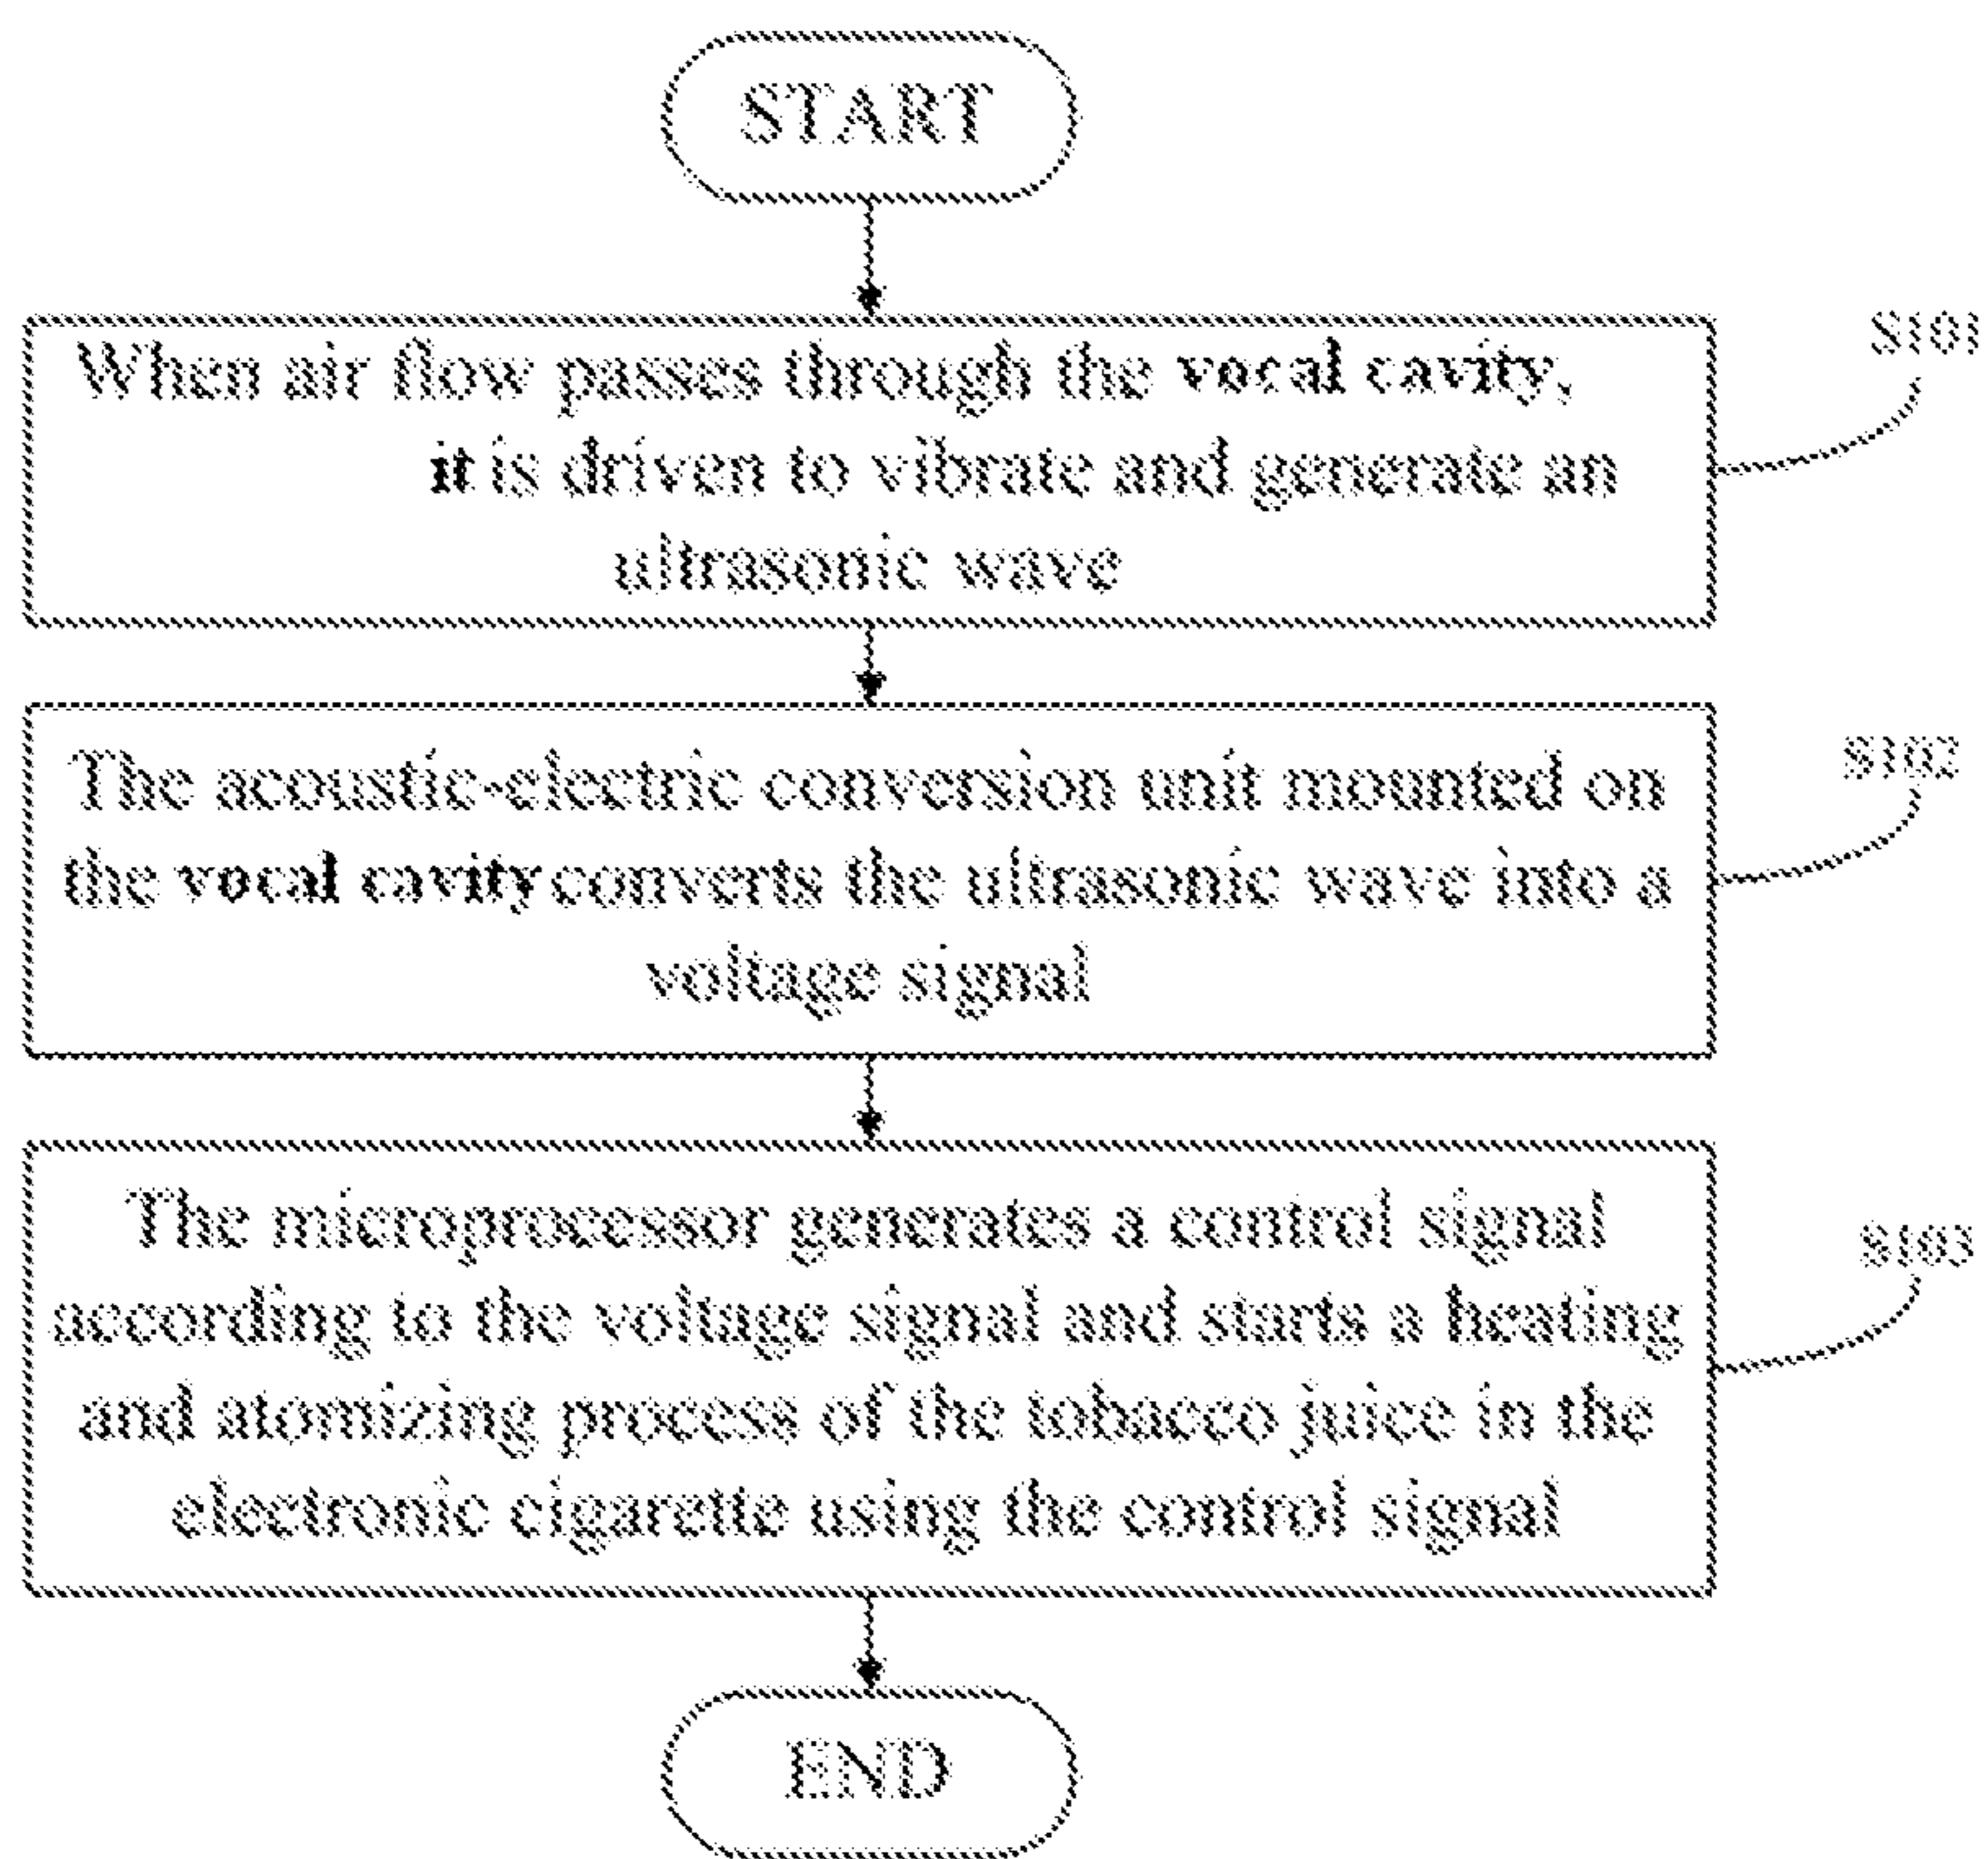 START
When air flow passes through the vocal cavity,
it is driven to vibrate and generate an
ultrasonic wave
S101
The acoustic-electric conversion unit mounted on
the vocal cavity converts the ultrasonic wave into a
voltage signal
S102
The microprocessor generates a control signal
according to the voltage signal and starts a heating
and atomizing process of the tobacco juice in the
electronic cigarette using the control signal
S103
END